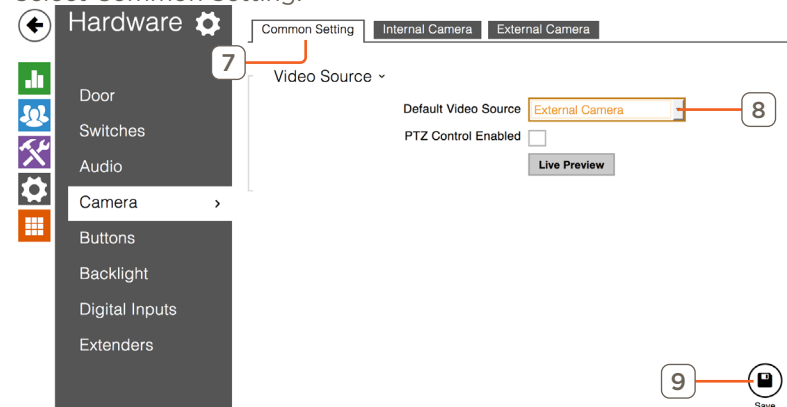 Select Common Setting.
Hardware
Common Setting
Internal Camera
External Camera
7
Video Source
Default Video Source
External Camera
8
PTZ Control Enabled
Live Preview
Door
Switches
Audio
Camera
Buttons
Backlight
Digital Inputs
Extenders
9
Save